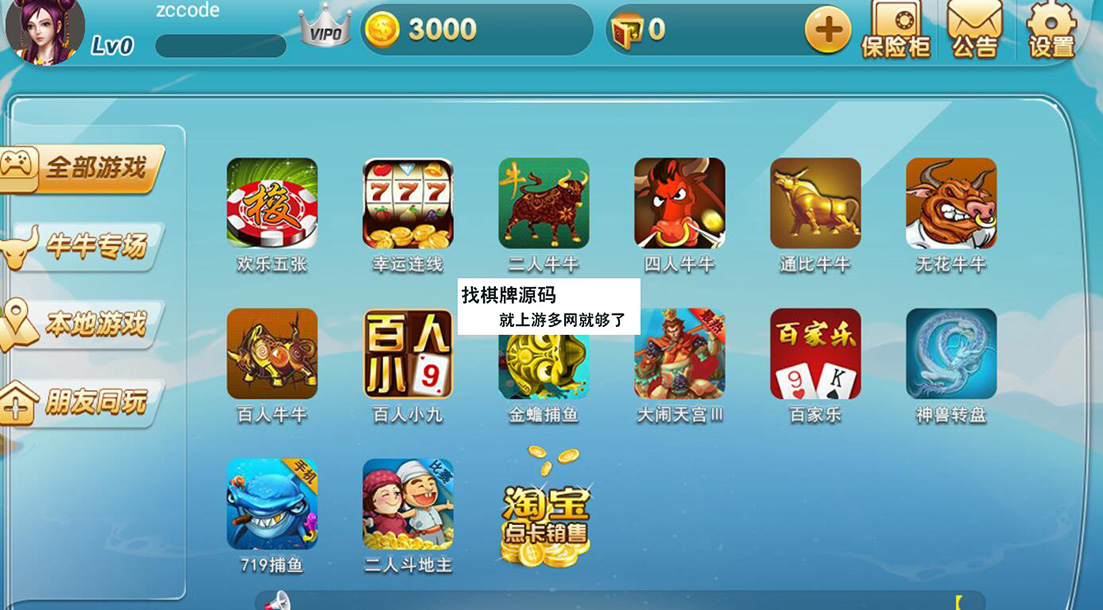 zccode
Lv0
VIP0
3000
0
保险柜
公告
设置
全部游戏
牛牛专场
本地游戏
朋友同玩
梭
777
牛
欢乐五张
幸运连线
二人牛牛
四人牛牛
通比牛牛
无花牛牛
找棋牌源码
就上游多网就够了
百人
小
9
最热
百家乐
9
K
百人牛牛
百人小九
金蟾捕鱼
大闹天宫III
百家乐
神兽转盘
手机
比赛
淘宝
点卡销售
719捕鱼
二人斗地主